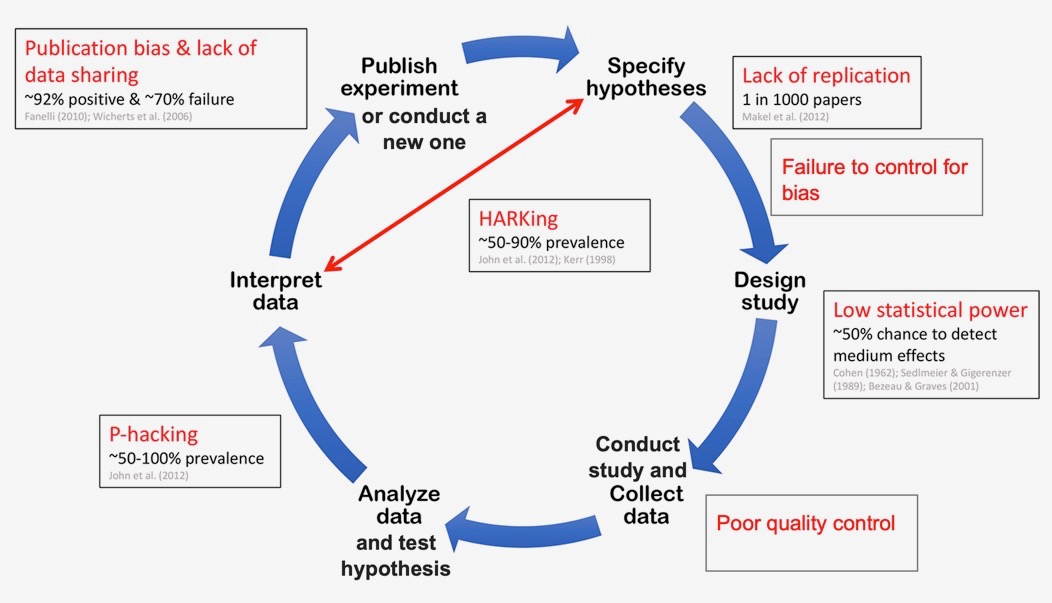 Publication bias & lack of
data sharing
~92% positive & ~70% failure
Fanelli (2010); Wicherts et al. (2006)
Publish
experiment
or conduct a
new one
Specify
hypotheses
Lack of replication
1 in 1000 papers
Makel et al. (2012)
Failure to control for
bias
HARKing
~50-90% prevalence
John et al. (2012); Kerr (1998)
Interpret
data
Design
study
Low statistical power
~50% chance to detect
medium effects
Cohen (1962); Sedlmeier & Gigerenzer
(1989); Bezeau & Graves (2001)
P-hacking
~50-100% prevalence
John et al. (2012)
Conduct
study and
Collect
data
Analyze
data
and test
hypothesis
Poor quality control